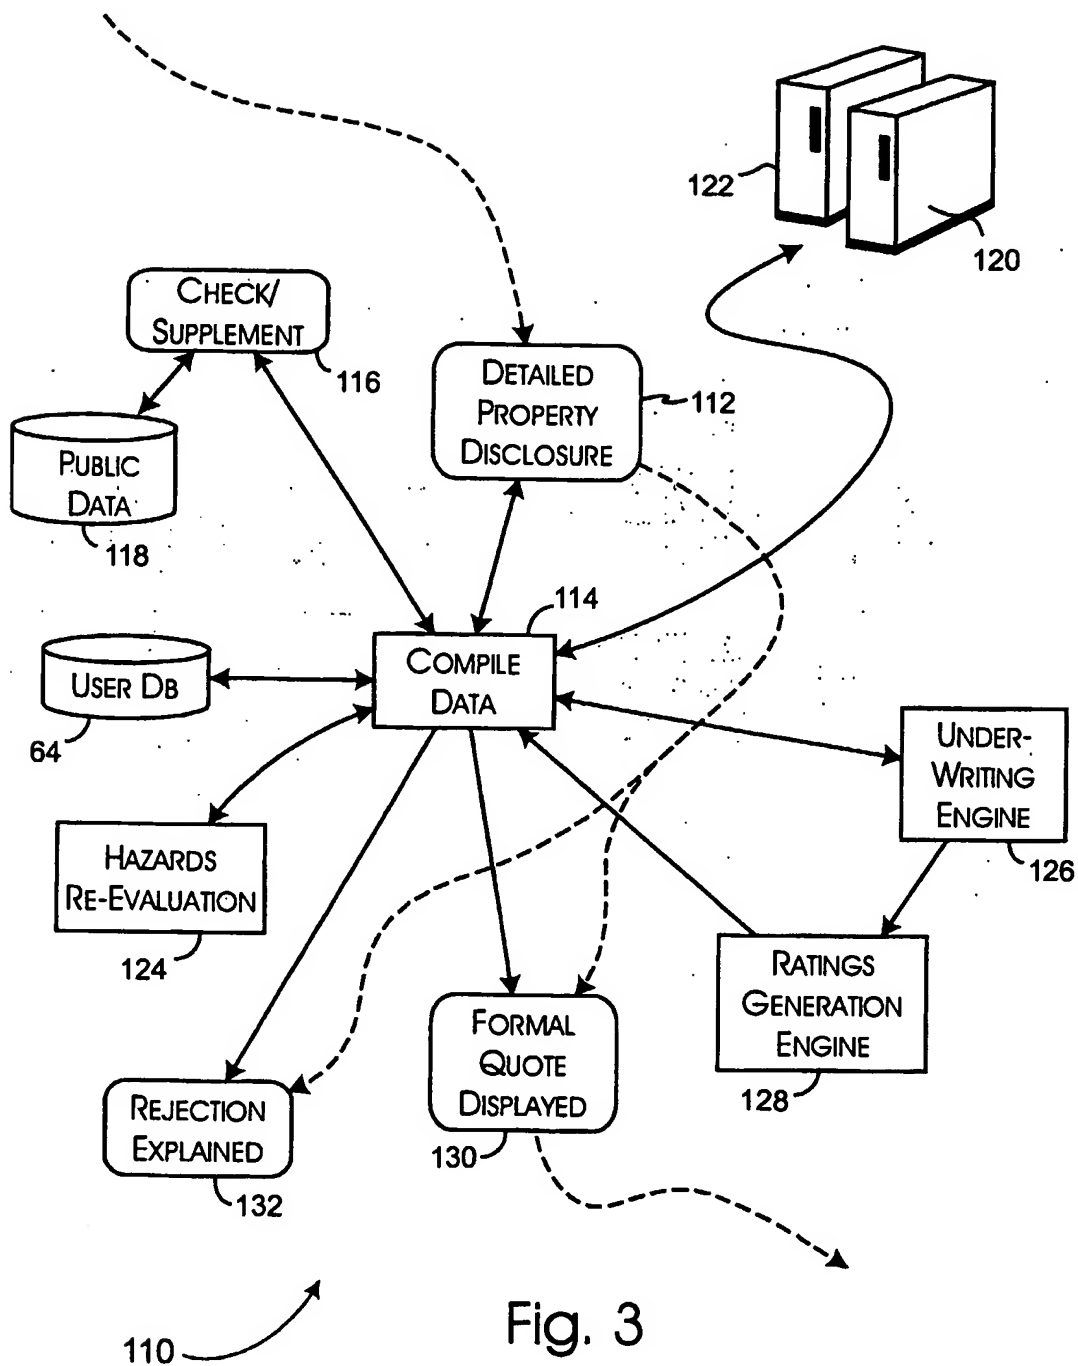 122
120
CHECK/
SUPPLEMENT
116
DETAILED
PROPERTY
DISCLOSURE
112
PUBLIC
DATA
118
114
COMPILE
DATA
USER DB
64
UNDER-
WRITING
ENGINE
126
HAZARDS
RE-EVALUATION
124
RATINGS
GENERATION
ENGINE
128
FORMAL
QUOTE
DISPLAYED
130
REJECTION
EXPLAINED
132
110
Fig. 3